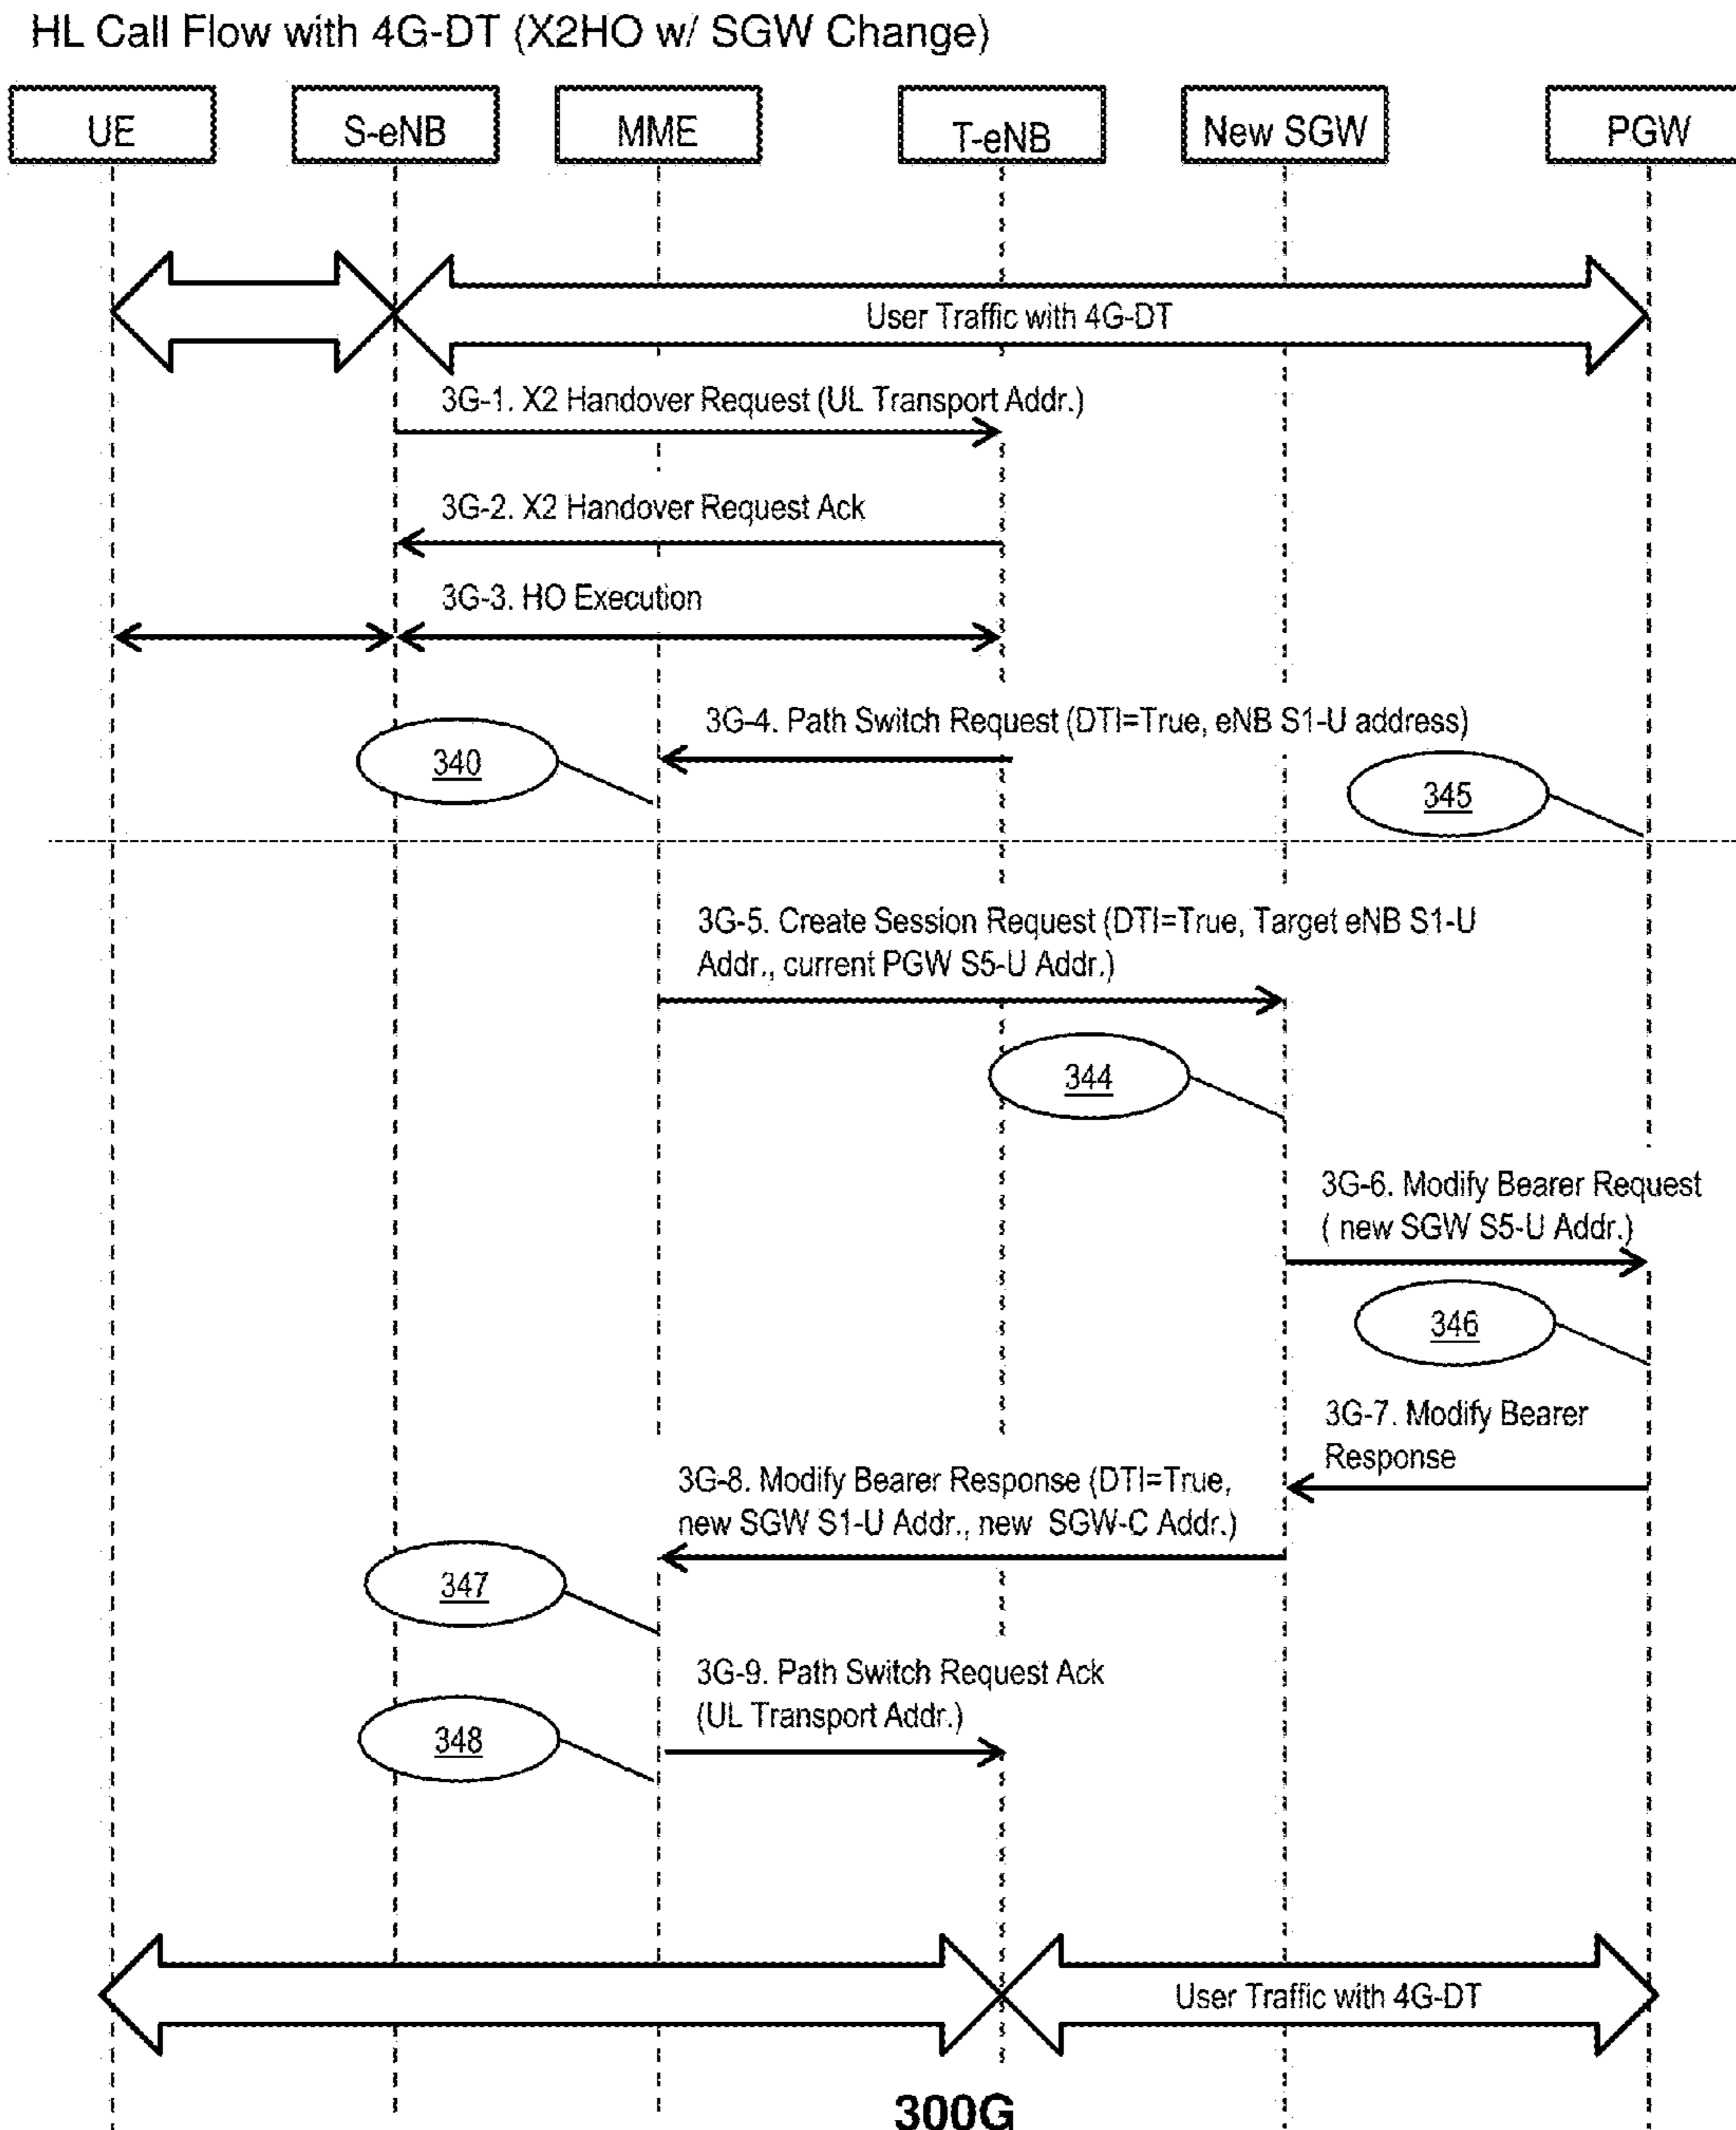 HL Call Flow with 4G-DT (X2HO w/ SGW Change)
UE
S-eNB
MME
T-eNB
New SGW
PGW
User Traffic with 4G-DT
3G-1. X2 Handover Request (UL Transport Addr.)
3G-2. X2 Handover Request Ack
3G-3. HO Execution
3G-4. Path Switch Request (DTI=True, eNB S1-U address)
340
345
3G-5. Create Session Request (DTI=True, Target eNB S1-U
Addr., current PGW S5-U Addr.)
344
3G-6. Modify Bearer Request
( new SGW S5-U Addr.)
346
3G-7. Modify Bearer
Response
3G-8. Modify Bearer Response (DTI=True,
new SGW S1-U Addr., new SGW-C Addr.)
347
3G-9. Path Switch Request Ack
(UL Transport Addr.)
348
User Traffic with 4G-DT
300G